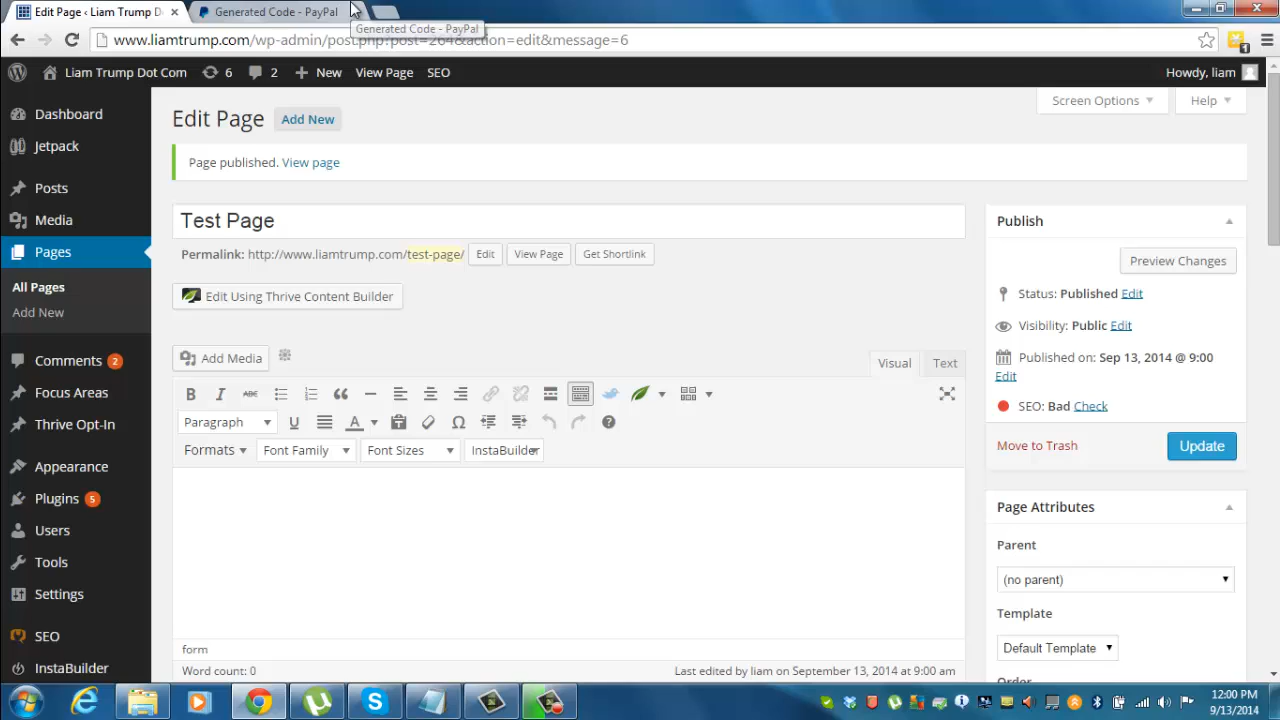 Edit Page ‹ Liam Trump D
Generated Code - PayPal
Generated Code - PayPal
www.liamtrump.com/wp-admin/post.php?post=264&action=edit&message=6
Liam Trump Dot Com 6 2 New View Page SEO Howdy, liam
Screen Options Help
Edit Page Add New
Page published. View page
Test Page
Permalink: http://www.liamtrump.com/test-page/ Edit View Page Get Shortlink
Edit Using Thrive Content Builder
Add Media Visual Text
B I ABC
Paragraph U A
Formats Font Family Font Sizes InstaBuilder
form
Word count: 0 Last edited by liam on September 13, 2014 at 9:00 am
Dashboard
Jetpack
Posts
Media
Pages
All Pages
Add New
Comments 2
Focus Areas
Thrive Opt-In
Appearance
Plugins 5
Users
Tools
Settings
SEO
InstaBuilder
Publish
Preview Changes
Status: Published Edit
Visibility: Public Edit
Published on: Sep 13, 2014 @ 9:00
Edit
SEO: Bad Check
Move to Trash Update
Page Attributes
Parent
(no parent)
Template
Default Template
Order
12:00 PM
9/13/2014